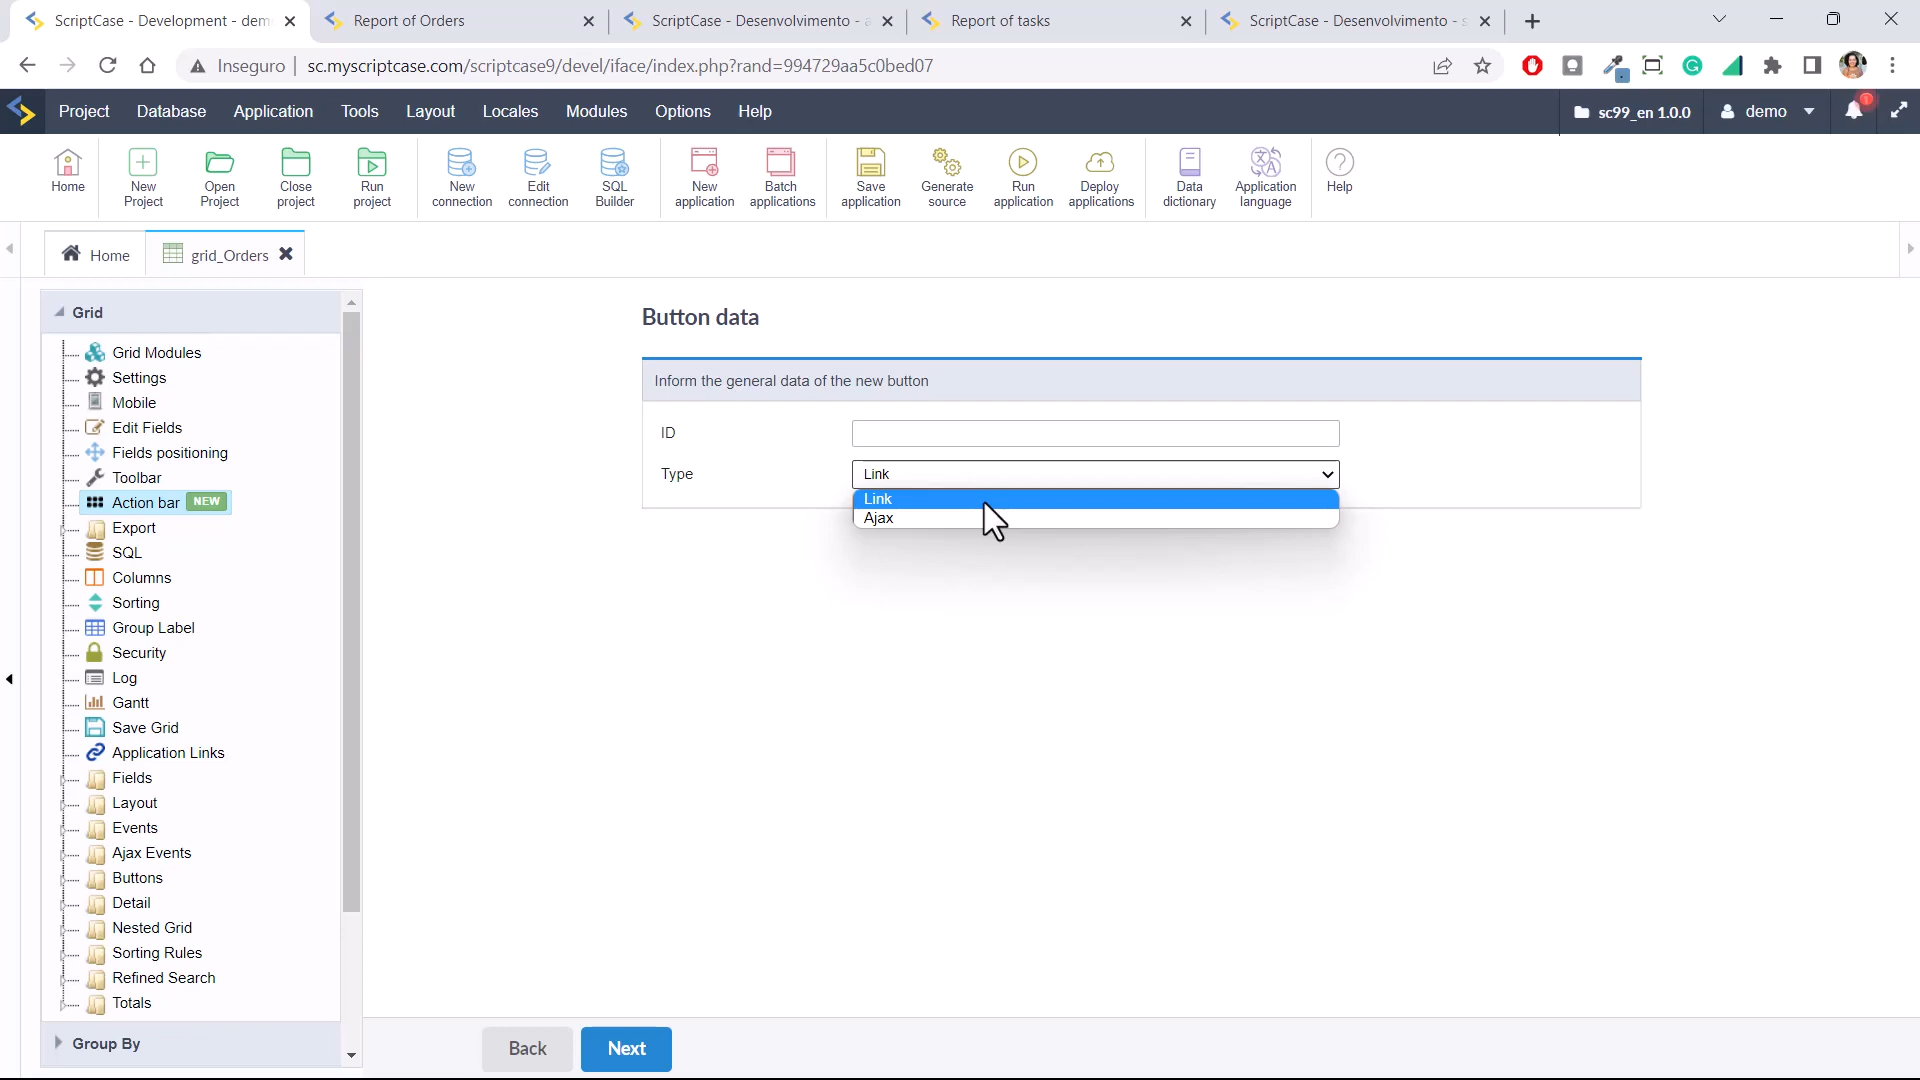 ScriptCase - Development - dem
Report of Orders
ScriptCase - Desenvolvimento - a
Report of tasks
ScriptCase - Desenvolvimento - s
Inseguro
sc.myscriptcase.com/scriptcase9/devel/iface/index.php?rand=994729aa5c0bed07
Project
Database
Application
Tools
Layout
Locales
Modules
Options
Help
sc99_en 1.0.0
demo
1
Home
New
Project
Open
Project
Close
project
Run
project
New
connection
Edit
connection
SQL
Builder
New
application
Batch
applications
Save
application
Generate
source
Run
application
Deploy
applications
Data
dictionary
Application
language
Help
Home
grid_Orders
Grid
Grid Modules
Settings
Mobile
Edit Fields
Fields positioning
Toolbar
Action bar NEW
Export
SQL
Columns
Sorting
Group Label
Security
Log
Gantt
Save Grid
Application Links
Fields
Layout
Events
Ajax Events
Buttons
Detail
Nested Grid
Sorting Rules
Refined Search
Totals
Group By
Button data
Inform the general data of the new button
ID
Type
Link
Link
Ajax
Back
Next